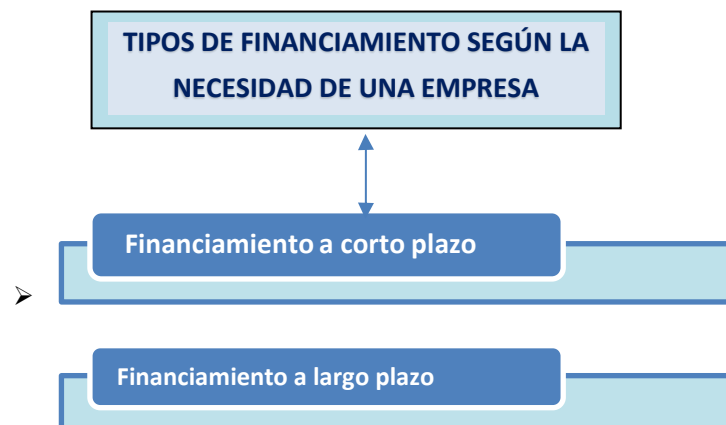 TIPOS DE FINANCIAMIENTO SEGÚN LA
NECESIDAD DE UNA EMPRESA
Financiamiento a corto plazo
Financiamiento a largo plazo